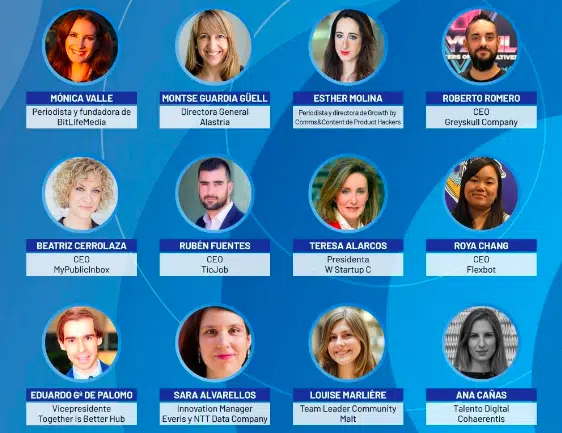 MÓNICA VALLE
Periodista y fundadora de
BitLifeMedia
MONTSE GUARDIA GÜELL
Directora General
Alastria
ESTHER MOLINA
Periodista y directora de Growth by
Comms&Content de Product Hackers
ROBERTO ROMERO
CEO
Greyskull Company
BEATRIZ CERROLAZA
CEO
MyPublicInbox
RUBÉN FUENTES
CEO
TicJob
TERESA ALARCOS
Presidenta
W Startup C
ROYA CHANG
CEO
Flexbot
EDUARDO Gª DE PALOMO
Vicepresidente
Together is Better Hub
SARA ALVARELLOS
Innovation Manager
Everis y NTT Data Company
LOUISE MARLIÈRE
Team Leader Community
Malt
ANA CAÑAS
Talento Digital
Cohaerentis